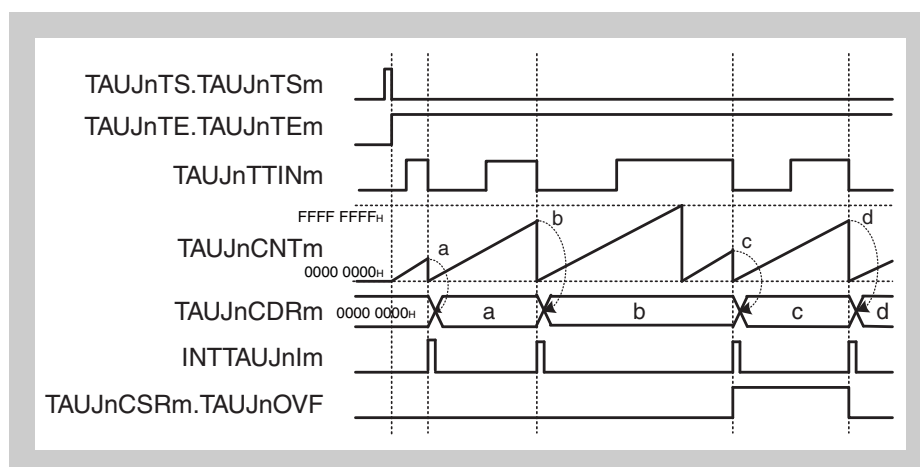 TAUJnTS.TAUJnTSm
TAUJnTE.TAUJnTEm
TAUJnTTINm
FFFF FFFFH
b
d
TAUJnCNTm
a
c
0000 0000H
TAUJnCDRm 0000 0000H a b c d
INTTAUJnIm
TAUJnCSRm.TAUJnOVF